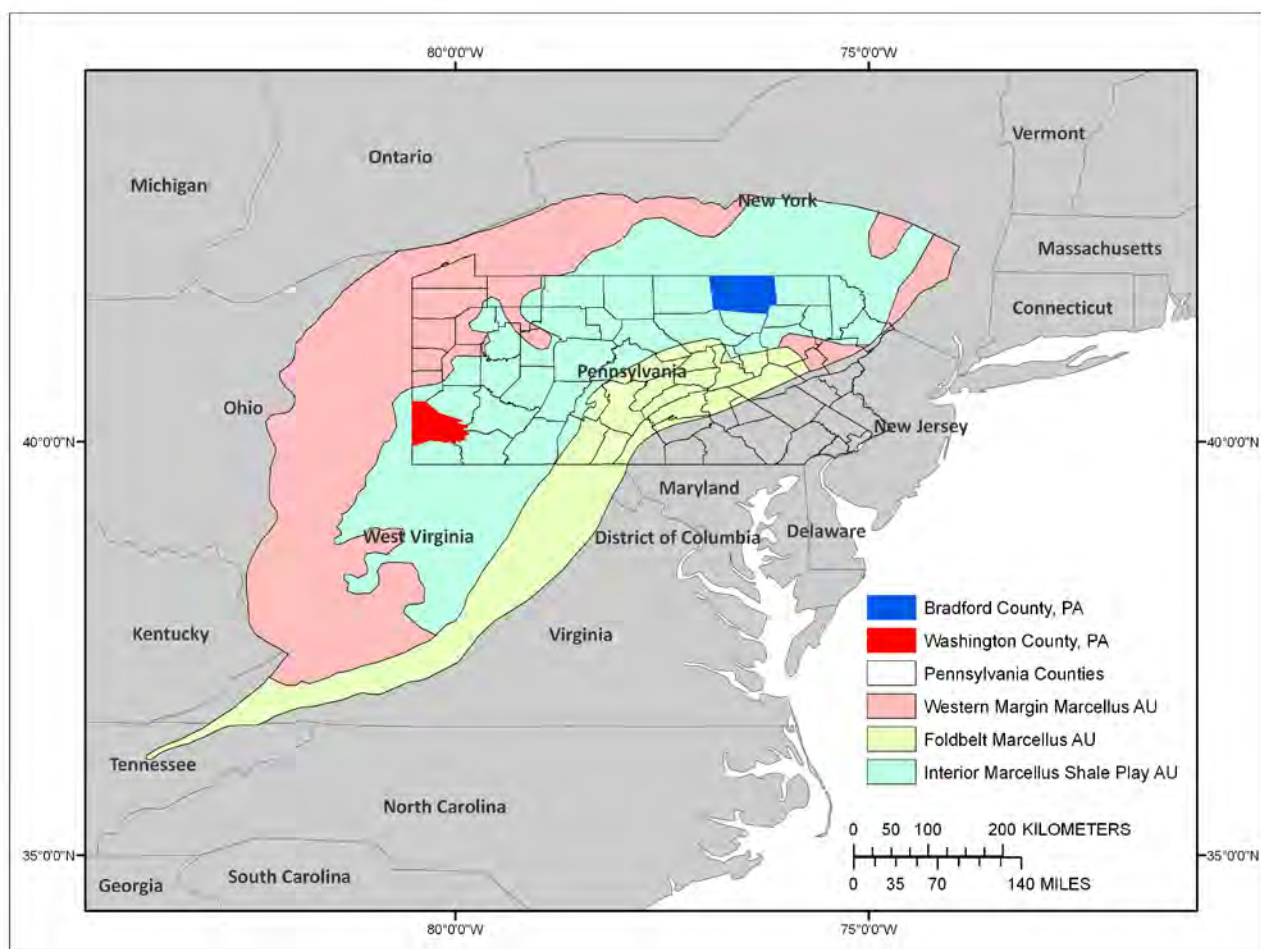 80°0'0"W
75°0'0"W
Vermont
Ontario
Michigan
New York
Massachusetts
Connecticut
Pennsylvania
Ohio
New Jersey
40°0'0"N
40°0'0"N
Maryland
West Virginia
District of Columbia
Delaware
Bradford County, PA
Kentucky
Virginia
Washington County, PA
Pennsylvania Counties
Western Margin Marcellus AU
Foldbelt Marcellus AU
Tennessee
Interior Marcellus Shale Play AU
North Carolina
0 50 100 200 KILOMETERS
35°0'0"N
35°0'0"N
South Carolina
Georgia
0 35 70 140 MILES
80°0'0"W
75°0'0"W